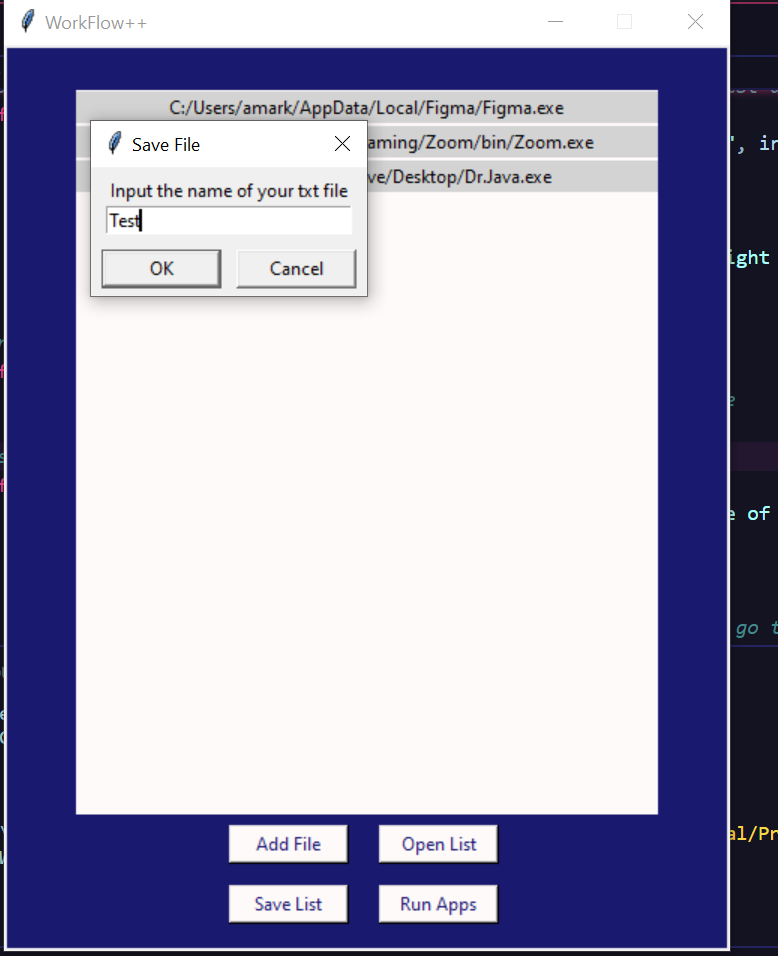 WorkFlow++
C:/Users/amark/AppData/Local/Figma/Figma.exe
Save File
aming/Zoom/bin/Zoom.exe
', in
Input the name of your txt file
ve/Desktop/Dr.Java.exe
Test
ight
OK Cancel
e
e of
go t
al/Pr
Add File Open List
Save List Run Apps